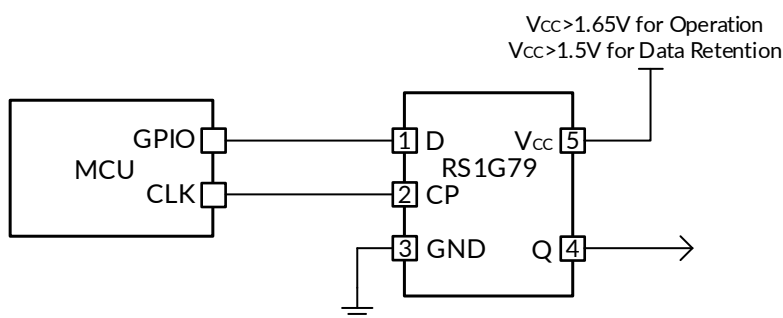 Vcc>1.65V for Operation
Vcc>1.5V for Data Retention
GPIO
MCU
CLK
1 D
Vcc 5
RS1G79
2 CP
3 GND
Q 4